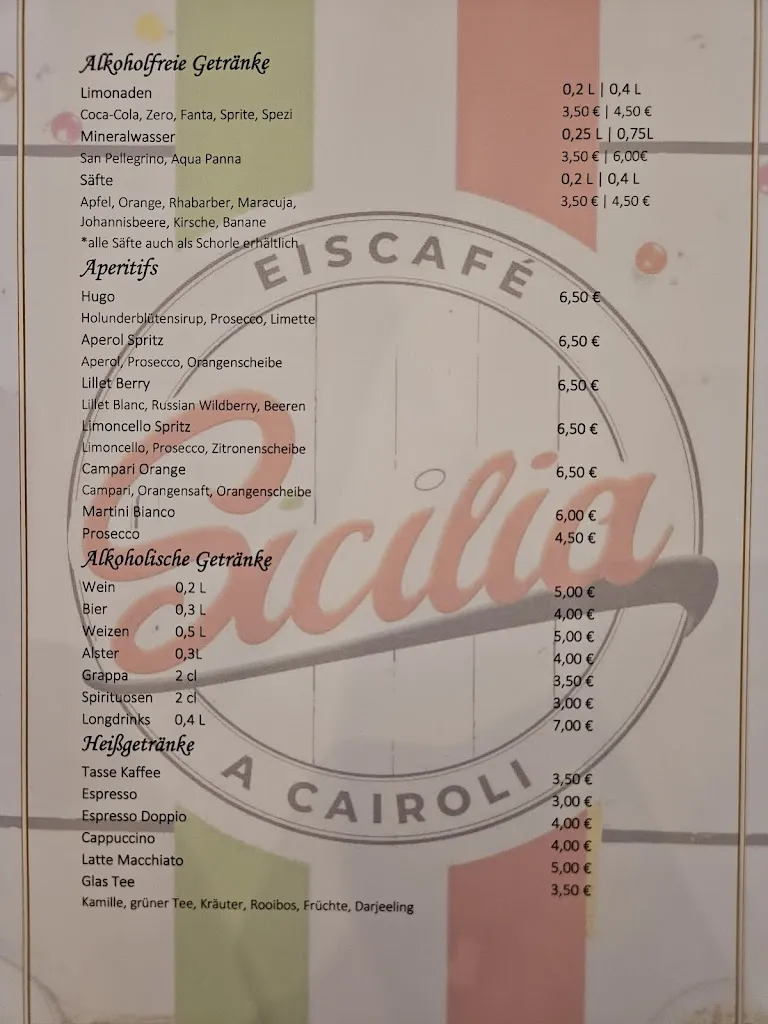 Alkoholfreie Getränke
Limonaden 0,2 L | 0,4 L
Coca-Cola, Zero, Fanta, Sprite, Spezi 3,50 € | 4,50 €
Mineralwasser 0,25 L | 0,75L
San Pellegrino, Aqua Panna 3,50 € | 6,00€
Säfte 0,2 L | 0,4 L
Apfel, Orange, Rhabarber, Maracuja, 3,50 € | 4,50 €
Johannisbeere, Kirsche, Banane
*alle Säfte auch als Schorle erhältlich
EISCAFÉ
Aperitifs
Hugo 6,50 €
Holunderblütensirup, Prosecco, Limette
Aperol Spritz 6,50 €
Aperol, Prosecco, Orangenscheibe
Lillet Berry 6,50 €
Lillet Blanc, Russian Wildberry, Beeren
Limoncello Spritz 6,50 €
Limoncello, Prosecco, Zitronenscheibe
Campari Orange 6,50 €
Campari, Orangensaft, Orangenscheibe
Martini Bianco 6,00 €
Prosecco 4,50 €
Sicilia
Alkoholische Getränke
Wein 0,2 L 5,00 €
Bier 0,3 L 4,00 €
Weizen 0,5 L 5,00 €
Alster 0,3L 4,00 €
Grappa 2 cl 3,50 €
Spirituosen 2 cl 3,00 €
Longdrinks 0,4 L 7,00 €
Heißgetränke
A CAIROLI
Tasse Kaffee 3,50 €
Espresso 3,00 €
Espresso Doppio 4,00 €
Cappuccino 4,00 €
Latte Macchiato 5,00 €
Glas Tee 3,50 €
Kamille, grüner Tee, Kräuter, Rooibos, Früchte, Darjeeling